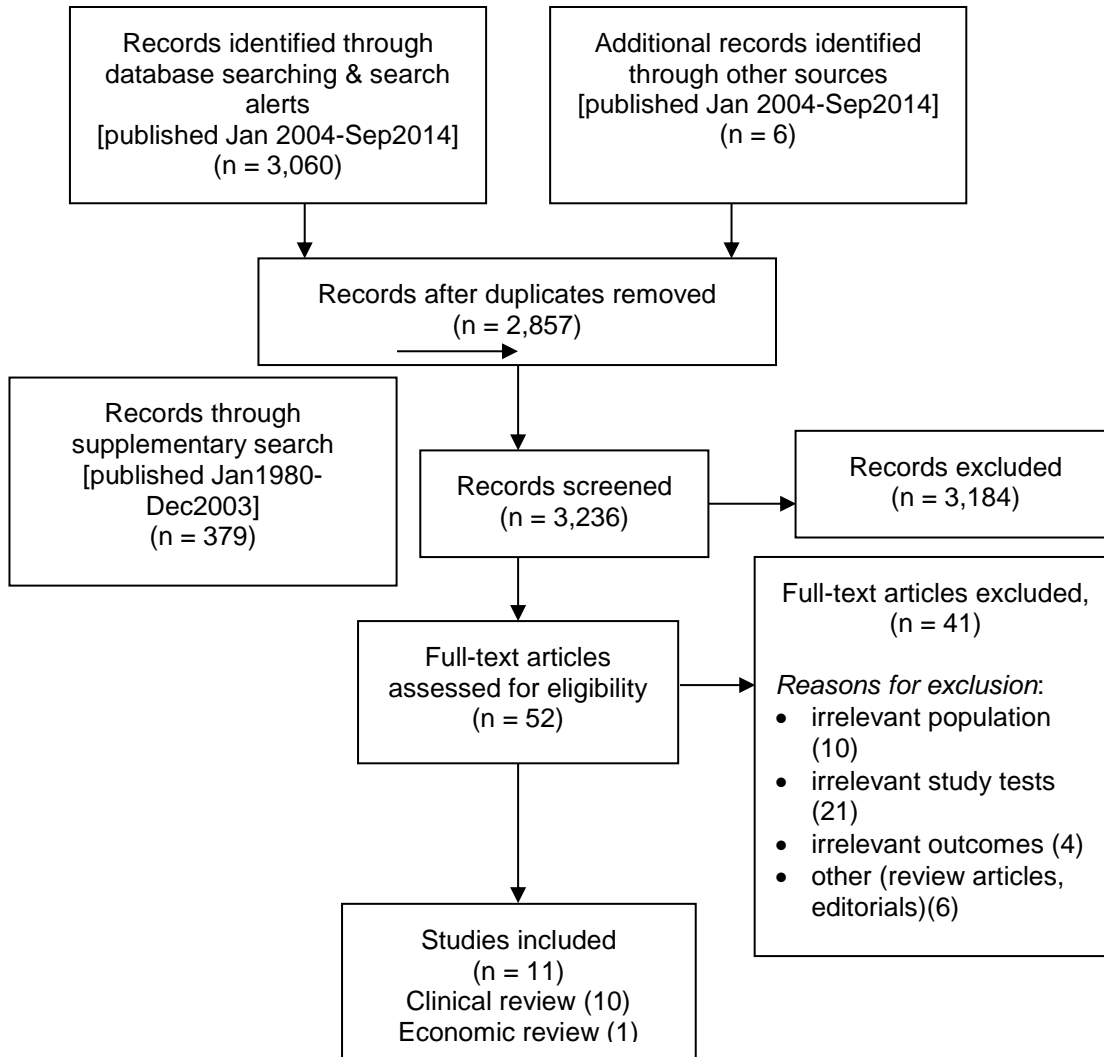 Records identified through
database searching & search
alerts
[published Jan 2004-Sep2014]
(n = 3,060)
Additional records identified
through other sources
[published Jan 2004-Sep2014]
(n = 6)
Records after duplicates removed
(n = 2,857)
Records through
supplementary search
[published Jan1980-
Dec2003]
(n = 379)
Records screened
(n = 3,236)
Records excluded
(n = 3,184)
Full-text articles
assessed for eligibility
(n = 52)
Full-text articles excluded,
(n = 41)
Reasons for exclusion:
• irrelevant population
(10)
• irrelevant study tests
(21)
• irrelevant outcomes (4)
• other (review articles,
editorials)(6)
Studies included
(n = 11)
Clinical review (10)
Economic review (1)